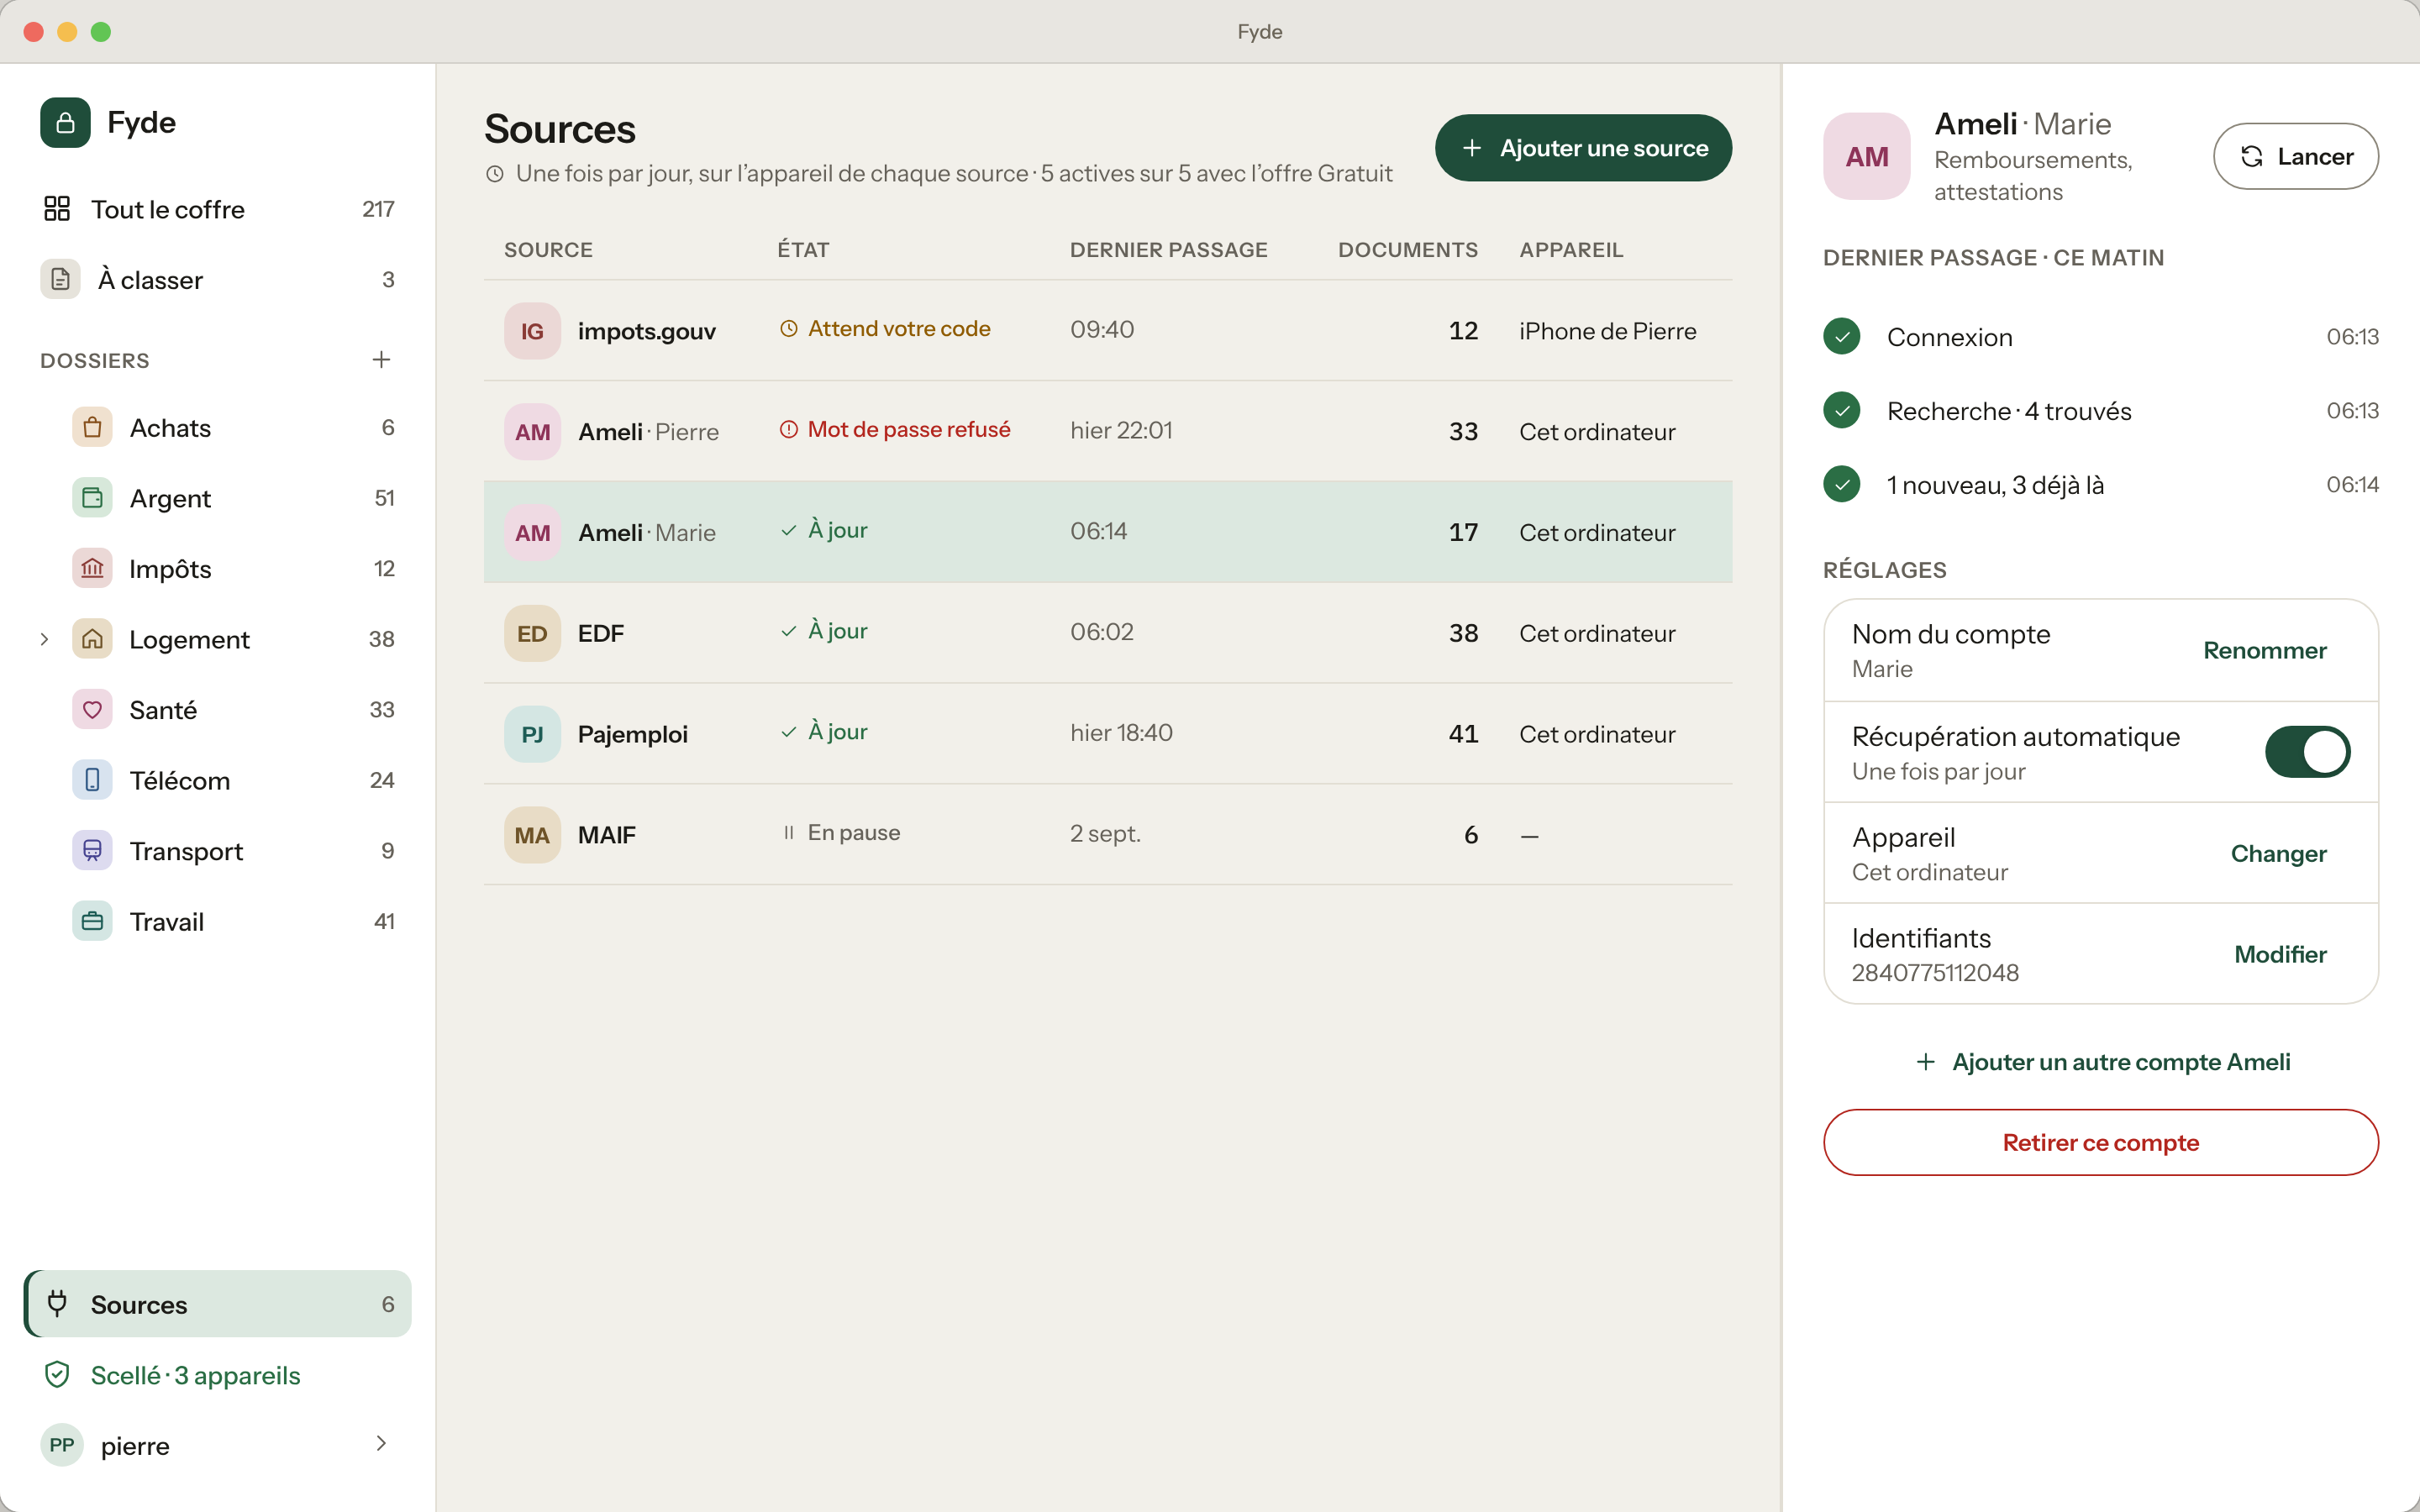 Fyde
Fyde
Tout le coffre 217
À classer 3
DOSSIERS
Achats 6
Argent 51
Impôts 12
Logement 38
Santé 33
Télécom 24
Transport 9
Travail 41
Sources 6
Scellé · 3 appareils
PP pierre
Sources
Une fois par jour, sur l’appareil de chaque source · 5 actives sur 5 avec l’offre Gratuit
Ajouter une source
SOURCE ÉTAT DERNIER PASSAGE DOCUMENTS APPAREIL
IG impots.gouv Attend votre code 09:40 12 iPhone de Pierre
AM Ameli · Pierre Mot de passe refusé hier 22:01 33 Cet ordinateur
AM Ameli · Marie À jour 06:14 17 Cet ordinateur
ED EDF À jour 06:02 38 Cet ordinateur
PJ Pajemploi À jour hier 18:40 41 Cet ordinateur
MA MAIF En pause 2 sept. 6 —
AM
Ameli · Marie
Remboursements,
attestations
Lancer
DERNIER PASSAGE · CE MATIN
Connexion 06:13
Recherche · 4 trouvés 06:13
1 nouveau, 3 déjà là 06:14
RÉGLAGES
Nom du compte
Marie
Renommer
Récupération automatique
Une fois par jour
Appareil
Cet ordinateur
Changer
Identifiants
2840775112048
Modifier
Ajouter un autre compte Ameli
Retirer ce compte